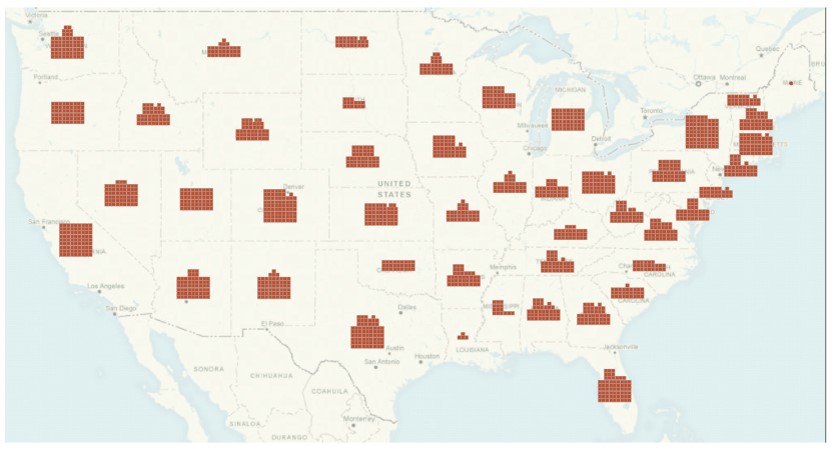 Victoria
Seattle
Quebec
Portland
Ottawa Montreal
MAINE
MICHIGAN
Toronto
Milwaukee
Detroit
Chicago
UNITED
STATES
Denver
San Francisco
Los Angeles
San Diego
Memphis
CAROLINA
CAROLINA
El Paso
Dallas
Austin
San Antonio
Houston
LOUISIANA
Jacksonville
SONORA
CHIHUAHUA
COAHUILA
Monterrey
SINALOA
DURANGO